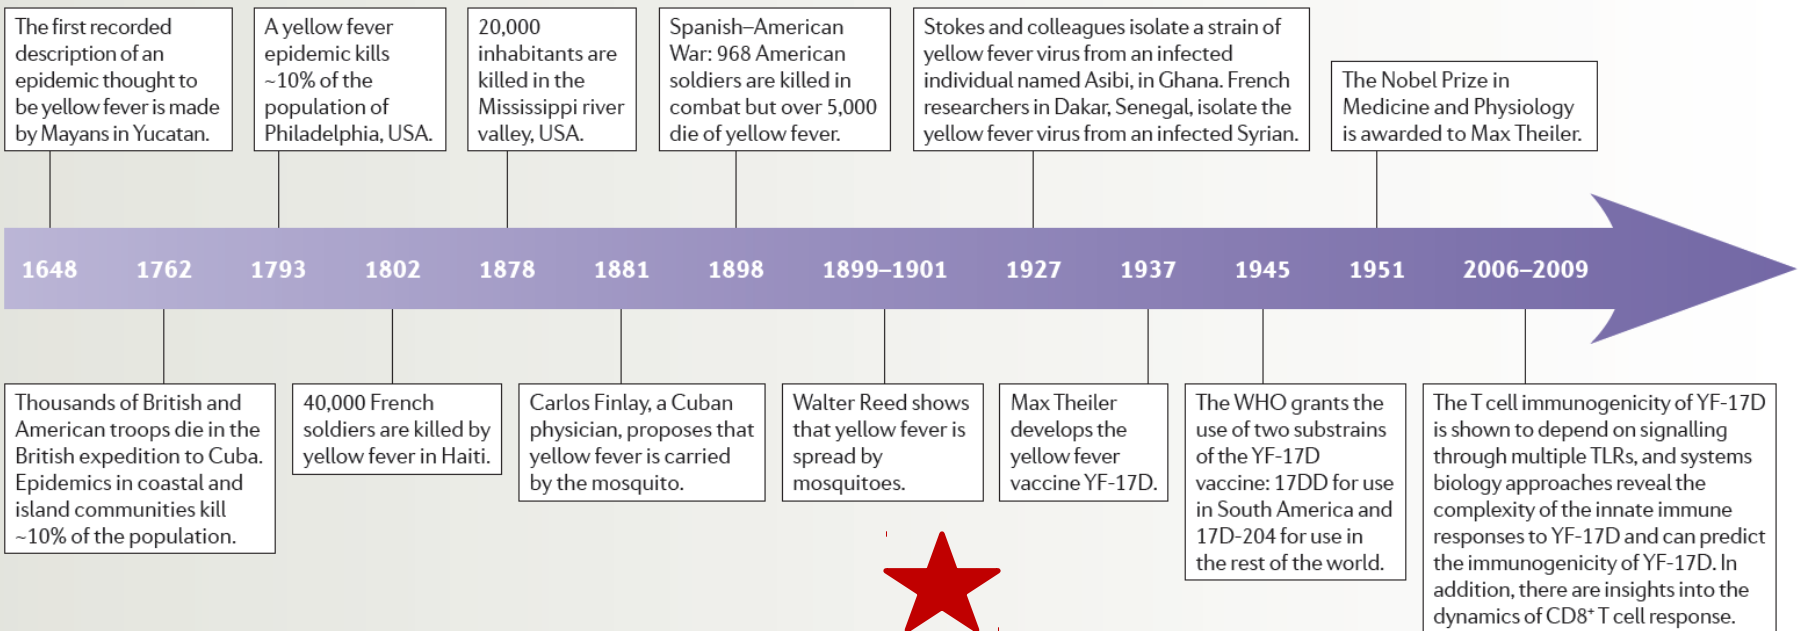 The first recorded
description of an
epidemic thought to
be yellow fever is made
by Mayans in Yucatan.
A yellow fever
epidemic kills
~10% of the
population of
Philadelphia, USA.
20,000
inhabitants are
killed in the
Mississippi river
valley, USA.
Spanish–American
War: 968 American
soldiers are killed in
combat but over 5,000
die of yellow fever.
Stokes and colleagues isolate a strain of
yellow fever virus from an infected
individual named Asibi, in Ghana. French
researchers in Dakar, Senegal, isolate the
yellow fever virus from an infected Syrian.
The Nobel Prize in
Medicine and Physiology
is awarded to Max Theiler.
1648 1762 1793 1802 1878 1881 1898 1899–1901 1927 1937 1945 1951 2006–2009
Thousands of British and
American troops die in the
British expedition to Cuba.
Epidemics in coastal and
island communities kill
~10% of the population.
40,000 French
soldiers are killed by
yellow fever in Haiti.
Carlos Finlay, a Cuban
physician, proposes that
yellow fever is carried
by the mosquito.
Walter Reed shows
that yellow fever is
spread by
mosquitoes.
Max Theiler
develops the
yellow fever
vaccine YF-17D.
The WHO grants the
use of two substrains
of the YF-17D
vaccine: 17DD for use
in South America and
17D-204 for use in
the rest of the world.
The T cell immunogenicity of YF-17D
is shown to depend on signalling
through multiple TLRs, and systems
biology approaches reveal the
complexity of the innate immune
responses to YF-17D and can predict
the immunogenicity of YF-17D. In
addition, there are insights into the
dynamics of CD8⁺ T cell response.